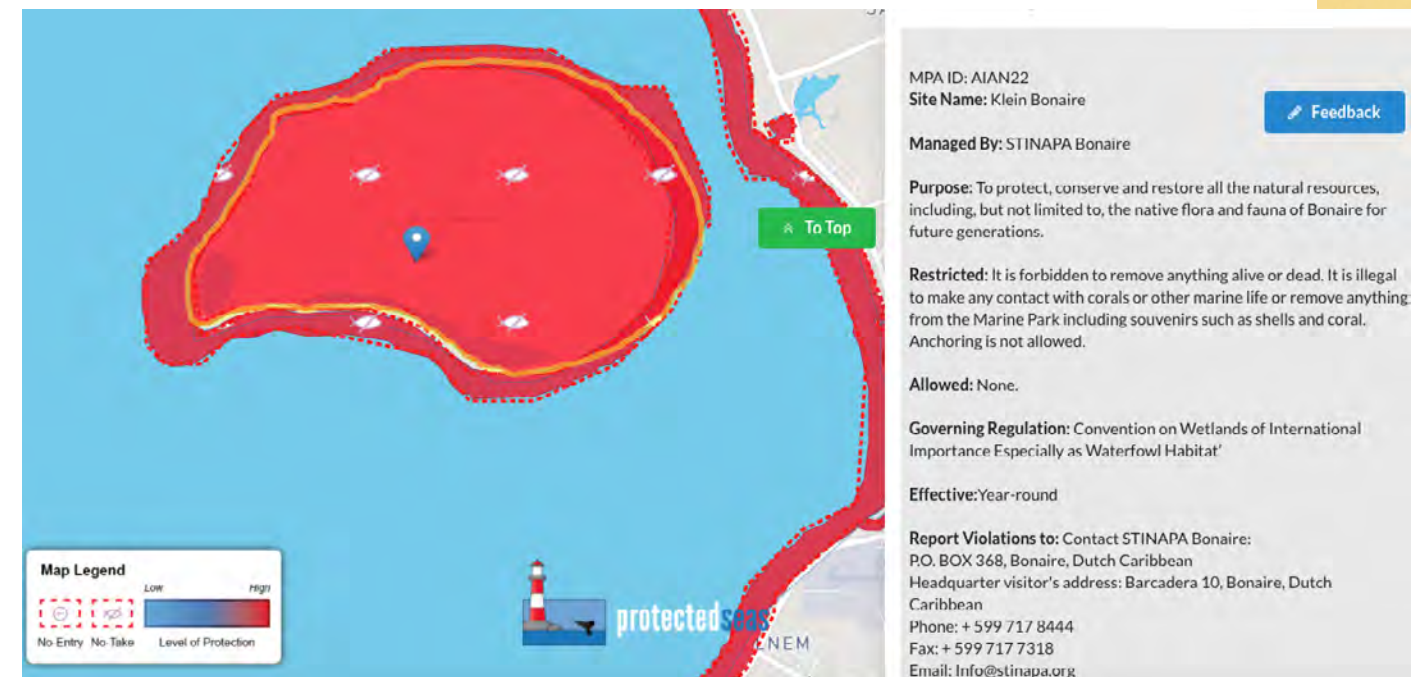 To Top
Map Legend
Low High
No-Entry No-Take Level of Protection
protectedseas
ENEM
MPA ID: AIAN22
Site Name: Klein Bonaire
Feedback
Managed By: STINAPA Bonaire
Purpose: To protect, conserve and restore all the natural resources,
including, but not limited to, the native flora and fauna of Bonaire for
future generations.
Restricted: It is forbidden to remove anything alive or dead. It is illegal
to make any contact with corals or other marine life or remove anything
from the Marine Park including souvenirs such as shells and coral.
Anchoring is not allowed.
Allowed: None.
Governing Regulation: Convention on Wetlands of International
Importance Especially as Waterfowl Habitat'
Effective:Year-round
Report Violations to: Contact STINAPA Bonaire:
P.O. BOX 368, Bonaire, Dutch Caribbean
Headquarter visitor's address: Barcadera 10, Bonaire, Dutch
Caribbean
Phone: + 599 717 8444
Fax: + 599 717 7318
Email: Info@stinapa.org